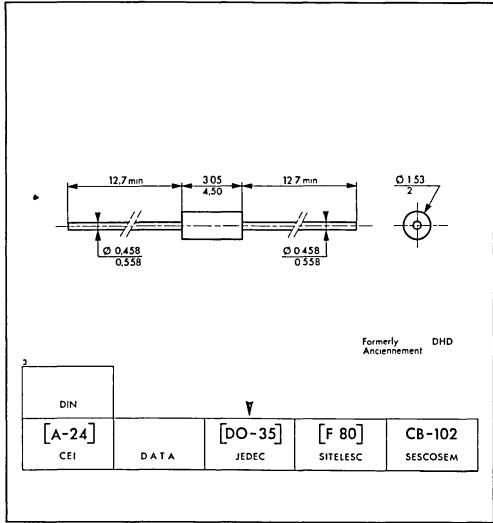 12,7 min
3 05
4,50
12 7 min
Ø 1 53
2
Ø 0,458
0,558
Ø 0 458
0 558
Formerly DHD
Anciennement
3
DIN
[A-24]
CEI
DATA
[DO-35]
JEDEC
[F 80]
SITELESC
CB-102
SESCOSEM